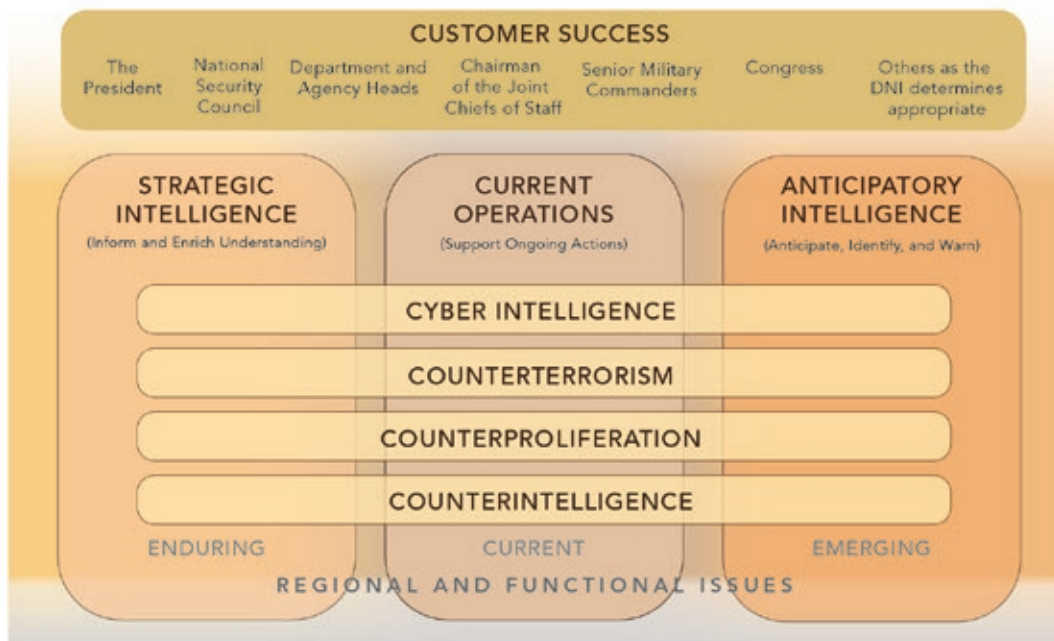 CUSTOMER SUCCESS
The
President
National
Security
Council
Department and
Agency Heads
Chairman
of the Joint
Chiefs of Staff
Senior Military
Commanders
Congress
Others as the
DNI determines
appropriate
STRATEGIC
INTELLIGENCE
(Inform and Enrich Understanding)
CURRENT
OPERATIONS
(Support Ongoing Actions)
ANTICIPATORY
INTELLIGENCE
(Anticipate, Identify, and Warn)
CYBER INTELLIGENCE
COUNTERTERRORISM
COUNTERPROLIFERATION
COUNTERINTELLIGENCE
ENDURING
CURRENT
EMERGING
REGIONAL AND FUNCTIONAL ISSUES